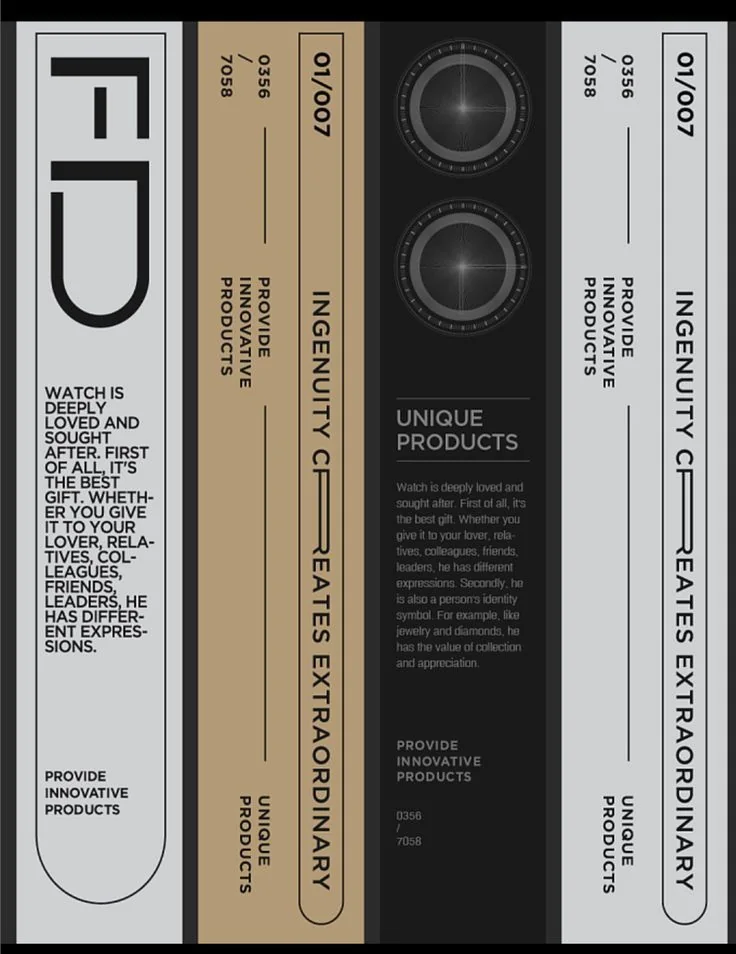 FD
WATCH IS
DEEPLY
LOVED AND
SOUGHT
AFTER. FIRST
OF ALL, IT'S
THE BEST
GIFT. WHETH-
ER YOU GIVE
IT TO YOUR
LOVER, RELA-
TIVES, COL-
LEAGUES,
FRIENDS,
LEADERS, HE
HAS DIFFER-
ENT EXPRES-
SIONS.
PROVIDE
INNOVATIVE
PRODUCTS
01/007
INGENUITY CREATES EXTRAORDINARY
0356
/
7058
PROVIDE
INNOVATIVE
PRODUCTS
UNIQUE
PRODUCTS
UNIQUE
PRODUCTS
Watch is deeply loved and
sought after. First of all, it's
the best gift. Whether you
give it to your lover, rela-
tives, colleagues, friends,
leaders, he has different
expressions. Secondly, he
is also a person's identity
symbol. For example, like
jewelry and diamonds, he
has the value of collection
and appreciation.
PROVIDE
INNOVATIVE
PRODUCTS
0356
/
7058
01/007
INGENUITY CREATES EXTRAORDINARY
0356
/
7058
PROVIDE
INNOVATIVE
PRODUCTS
UNIQUE
PRODUCTS